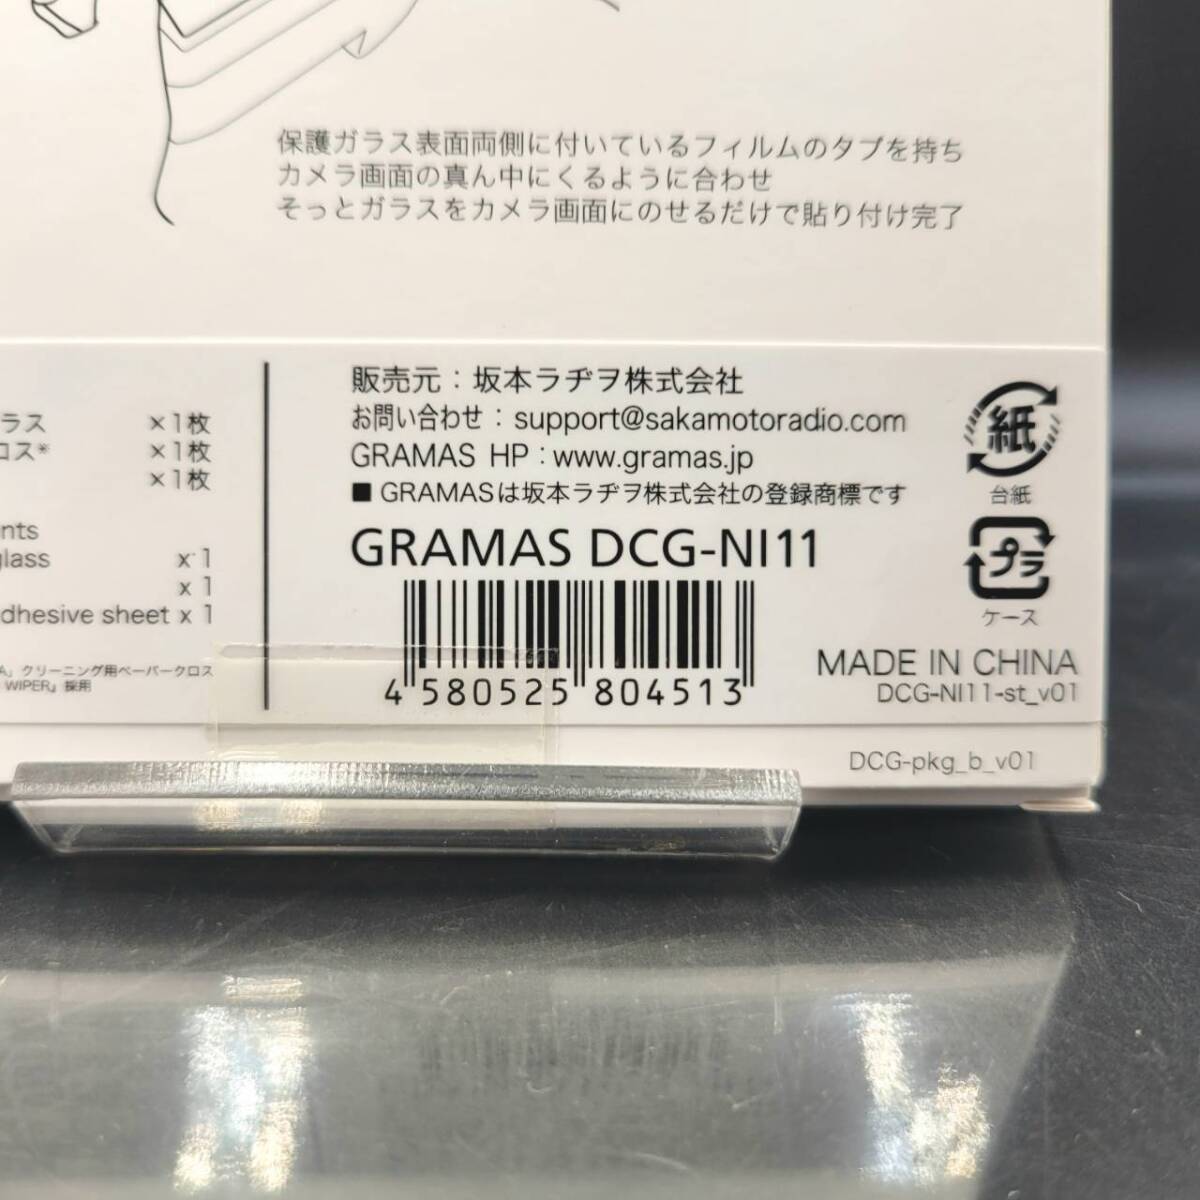 保護ガラス表面両側に付いているフィルムのタブを持ち
カメラ画面の真ん中にくるように合わせ
そっとガラスをカメラ画面にのせるだけで貼り付け完了
ラス ×1枚
ロス* ×1枚
×1枚
nts
glass x 1
x 1
dhesive sheet x 1
A」クリーニング用ペーパークロス
WIPER」採用
販売元：坂本ラヂヲ株式会社
お問い合わせ：support@sakamotoradio.com
GRAMAS HP：www.gramas.jp
■ GRAMASは坂本ラヂヲ株式会社の登録商標です
GRAMAS DCG-NI11
4 580525 804513
紙
台紙
プラ
ケース
MADE IN CHINA
DCG-NI11-st_v01
DCG-pkg_b_v01